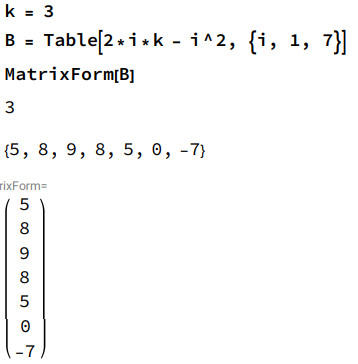 k = 3
B = Table[2*i*k - i^2, {i, 1, 7}]
MatrixForm[B]
3
{5, 8, 9, 8, 5, 0, -7}
rixForm=
5
8
9
8
5
0
-7